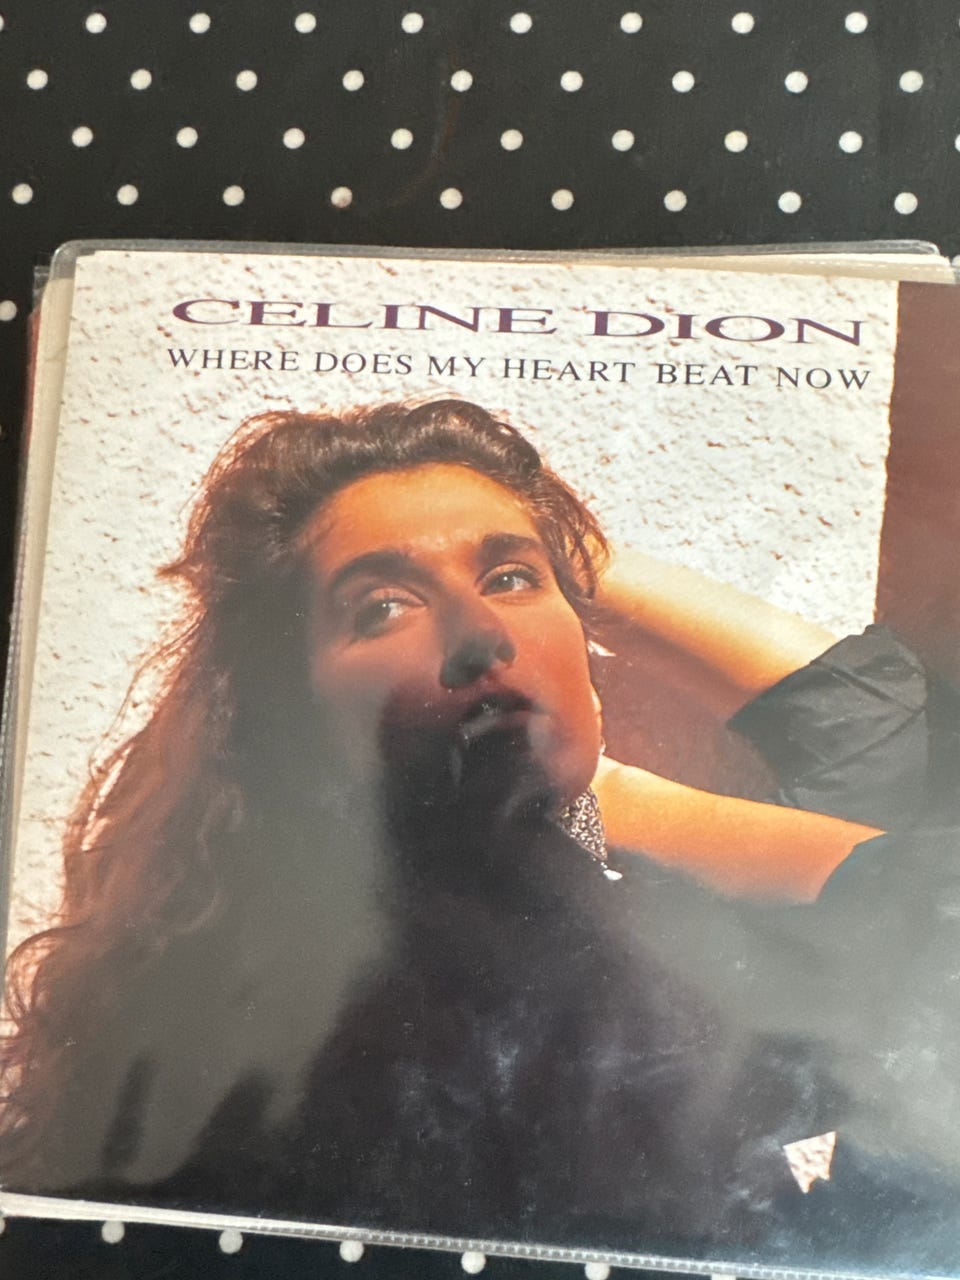 CELINE DION
WHERE DOES MY HEART BEAT NOW